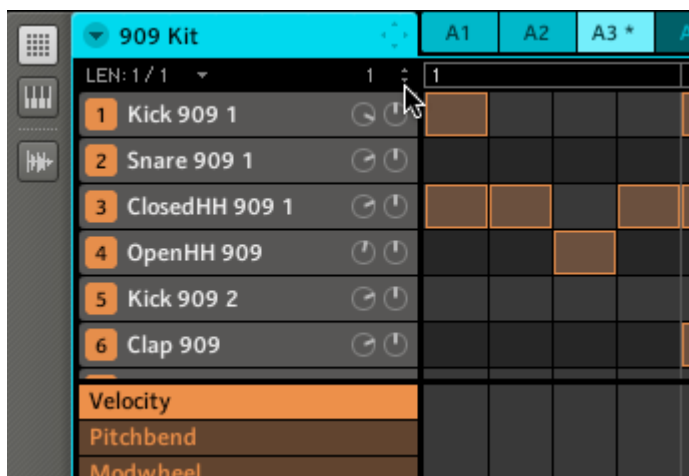 909 Kit A1 A2 A3 * A
LEN: 1 / 1 1 1
1 Kick 909 1
2 Snare 909 1
3 ClosedHH 909 1
4 OpenHH 909
5 Kick 909 2
6 Clap 909
Velocity
Pitchbend
Modwheel